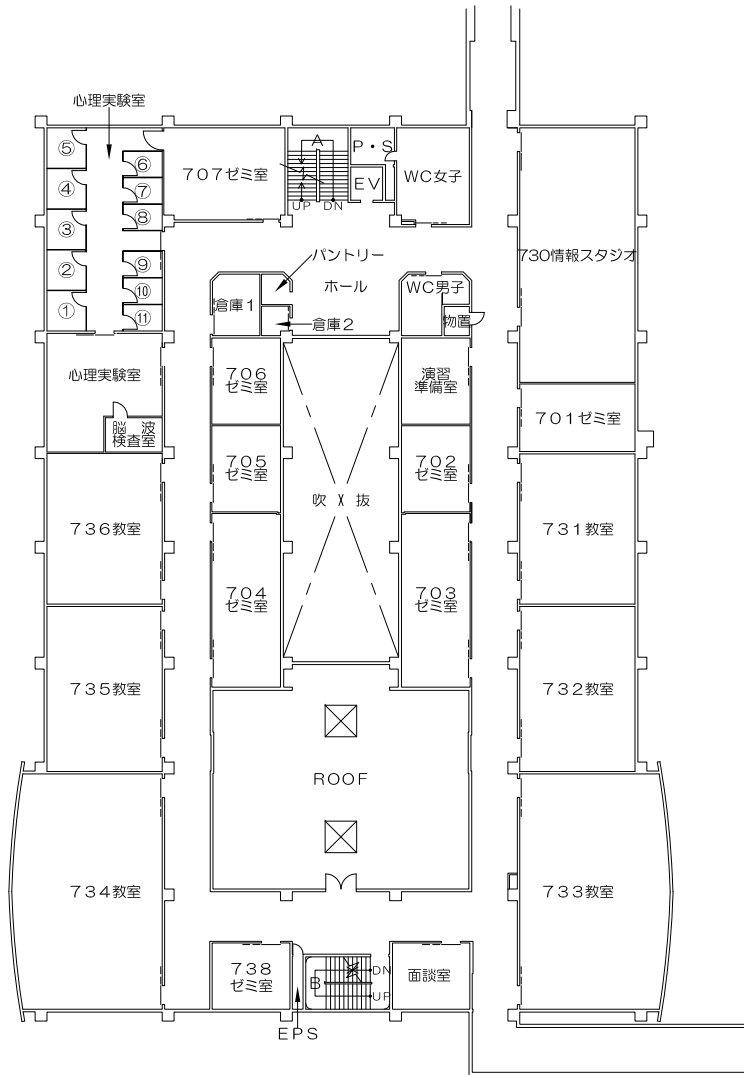 心理実験室
⑤
④
③
②
①
⑥
⑦
⑧
⑨
⑩
⑪
707ゼミ室
A
UP DN
P・S
EV
WC女子
730情報スタジオ
パントリー
ホール
倉庫1
倉庫2
WC男子
物置
心理実験室
脳 波
検査室
706
ゼミ室
演習
準備室
701ゼミ室
705
ゼミ室
702
ゼミ室
吹 X 抜
736教室
731教室
704
ゼミ室
703
ゼミ室
735教室
732教室
ROOF
734教室
733教室
738
ゼミ室
B
DN
UP
面談室
EPS